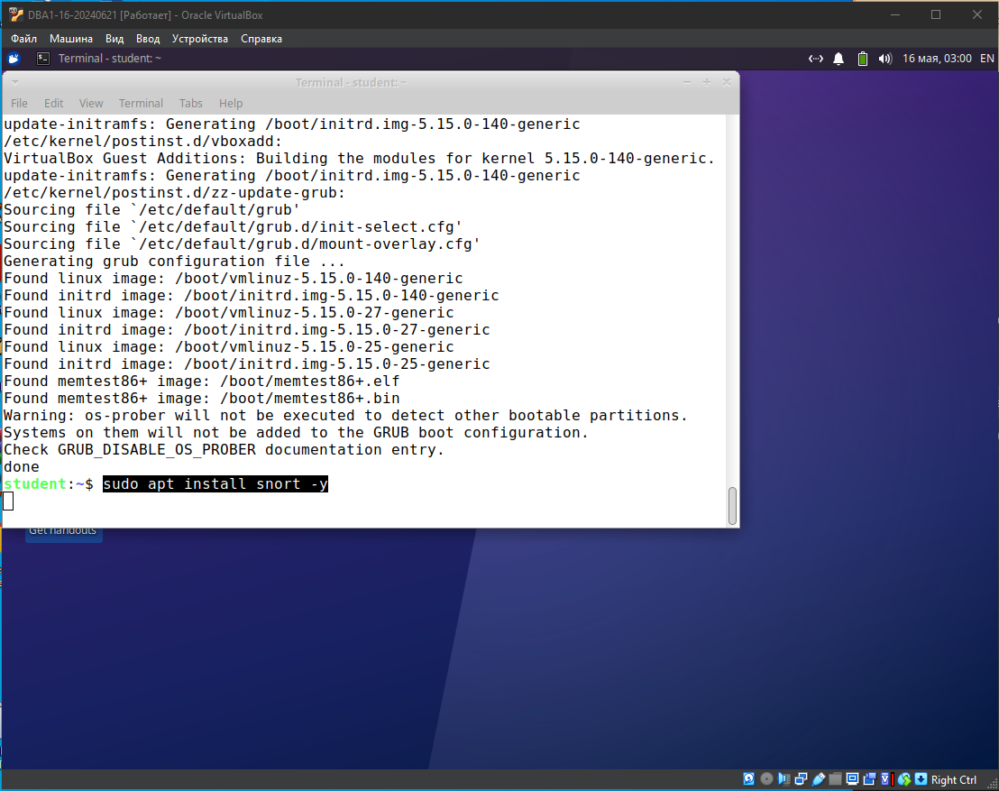 DBA1-16-20240621 [Работает] - Oracle VirtualBox
Файл Машина Вид Ввод Устройства Справка
Terminal - student: ~ 16 мая, 03:00 EN
Terminal - student: ~
File Edit View Terminal Tabs Help
update-initramfs: Generating /boot/initrd.img-5.15.0-140-generic
/etc/kernel/postinst.d/vboxadd:
VirtualBox Guest Additions: Building the modules for kernel 5.15.0-140-generic.
update-initramfs: Generating /boot/initrd.img-5.15.0-140-generic
/etc/kernel/postinst.d/zz-update-grub:
Sourcing file `/etc/default/grub'
Sourcing file `/etc/default/grub.d/init-select.cfg'
Sourcing file `/etc/default/grub.d/mount-overlay.cfg'
Generating grub configuration file ...
Found linux image: /boot/vmlinuz-5.15.0-140-generic
Found initrd image: /boot/initrd.img-5.15.0-140-generic
Found linux image: /boot/vmlinuz-5.15.0-27-generic
Found initrd image: /boot/initrd.img-5.15.0-27-generic
Found linux image: /boot/vmlinuz-5.15.0-25-generic
Found initrd image: /boot/initrd.img-5.15.0-25-generic
Found memtest86+ image: /boot/memtest86+.elf
Found memtest86+ image: /boot/memtest86+.bin
Warning: os-prober will not be executed to detect other bootable partitions.
Systems on them will not be added to the GRUB boot configuration.
Check GRUB_DISABLE_OS_PROBER documentation entry.
done
student:~$ sudo apt install snort -y
Get handouts
Right Ctrl